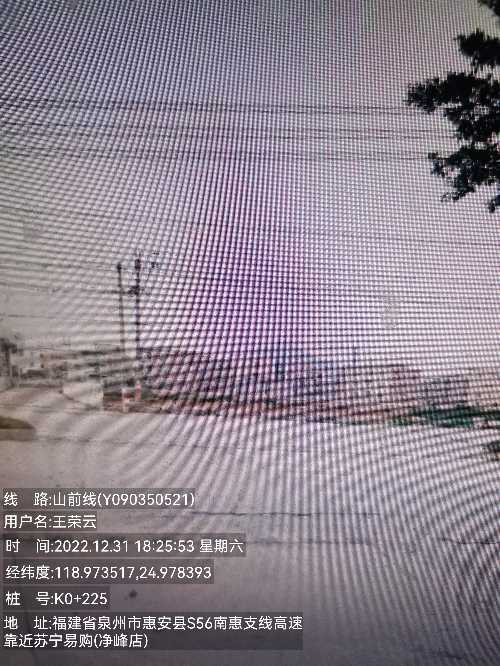 线 路:山前线(Y090350521)
用户名:王荣云
时 间:2022.12.31 18:25:53 星期六
经纬度:118.973517,24.978393
桩 号:K0+225
地 址:福建省泉州市惠安县S56南惠支线高速
靠近苏宁易购(净峰店)